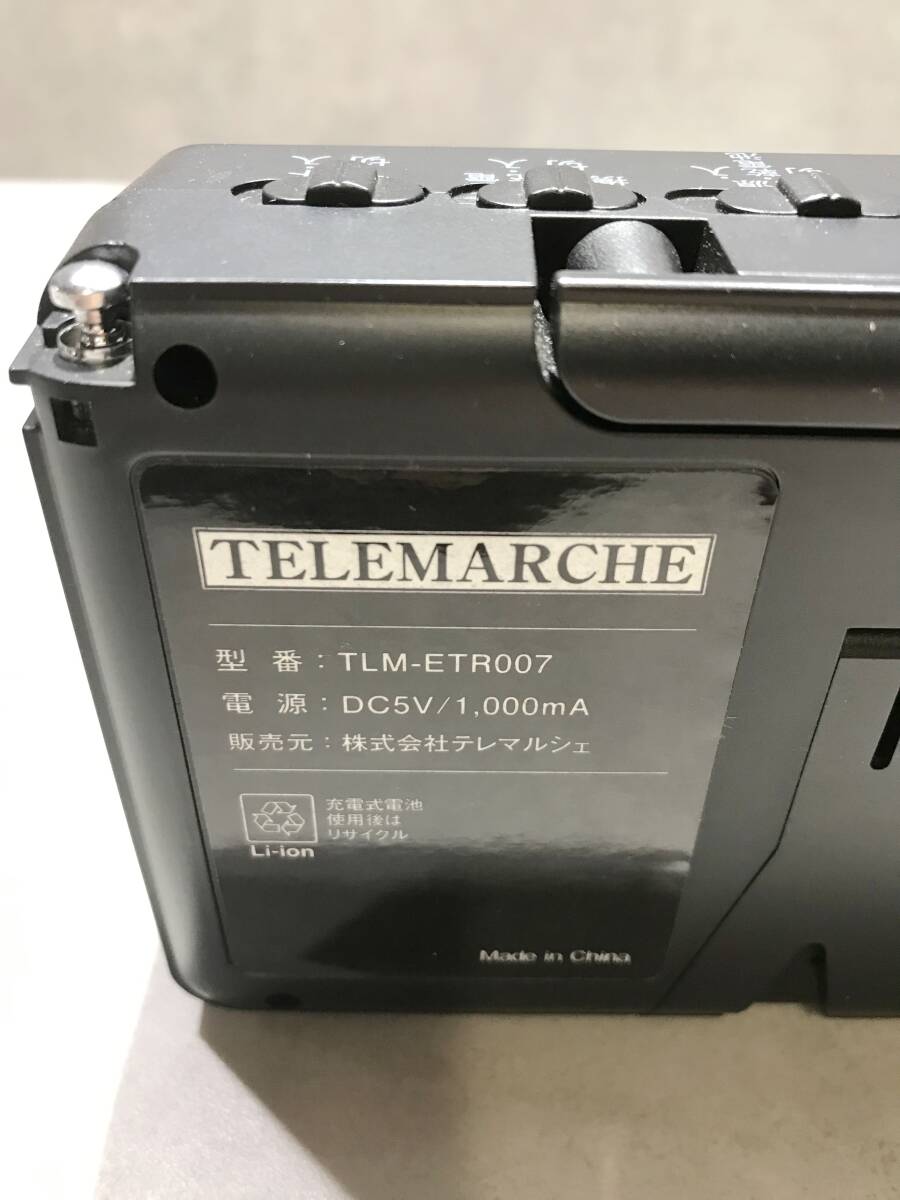 TELEMARCHE
型 番 : TLM-ETR007
電 源 : DC5V/1,000mA
販売元 : 株式会社テレマルシェ
充電式電池
使用後は
リサイクル
Li-ion
Made in China